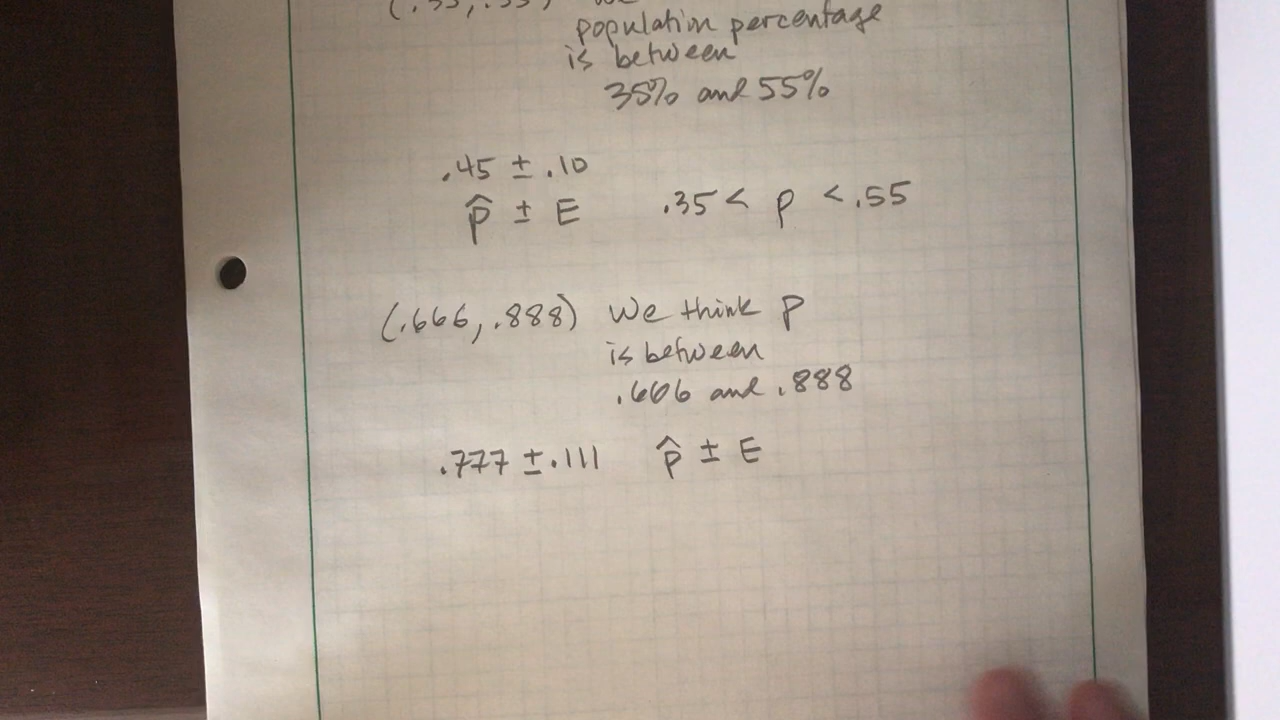 population percentage
is between
35% and 55%
.45 ± .10
p̂ ± E .35 < p < .55
(.666, .888) We think p
is between
.666 and .888
.777 ± .111 p̂ ± E